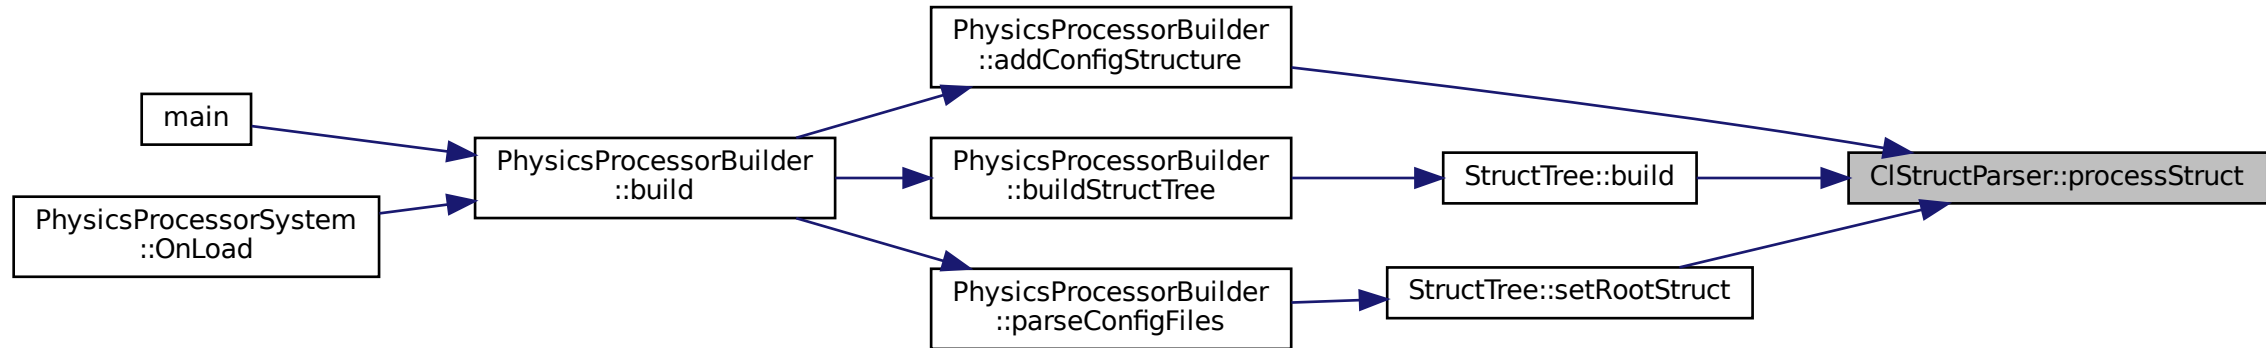 main
PhysicsProcessorSystem
::OnLoad
PhysicsProcessorBuilder
::build
PhysicsProcessorBuilder
::addConfigStructure
PhysicsProcessorBuilder
::buildStructTree
PhysicsProcessorBuilder
::parseConfigFiles
StructTree::build
StructTree::setRootStruct
ClStructParser::processStruct